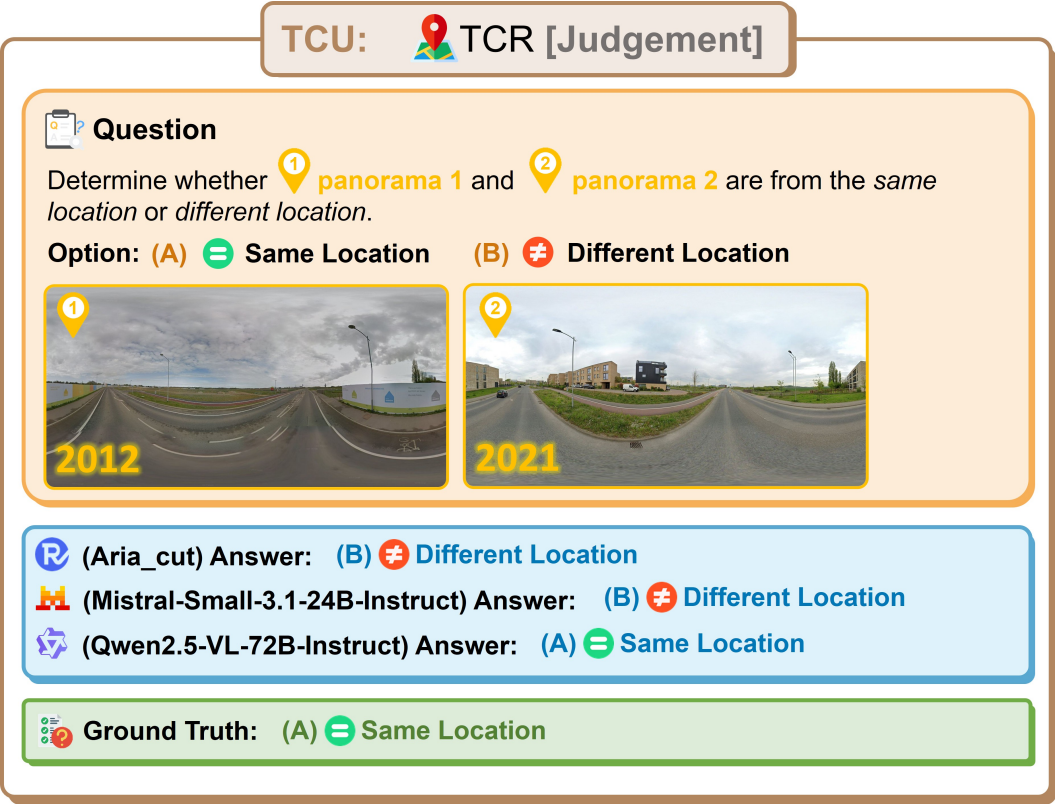 TCU: TCR [Judgement]
Question
Determine whether 1 panorama 1 and 2 panorama 2 are from the same
location or different location.
Option: (A) = Same Location (B) ≠ Different Location
1 2
2012 2021
(Aria_cut) Answer: (B) ≠ Different Location
(Mistral-Small-3.1-24B-Instruct) Answer: (B) ≠ Different Location
(Qwen2.5-VL-72B-Instruct) Answer: (A) = Same Location
Ground Truth: (A) = Same Location